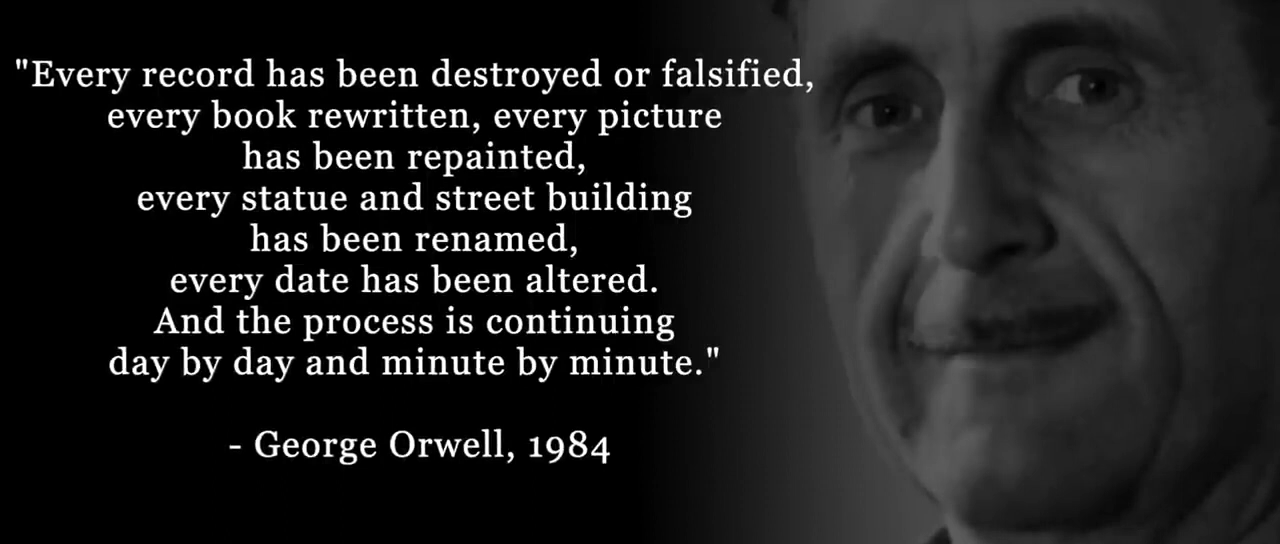 "Every record has been destroyed or falsified,
every book rewritten, every picture
has been repainted,
every statue and street building
has been renamed,
every date has been altered.
And the process is continuing
day by day and minute by minute."
- George Orwell, 1984